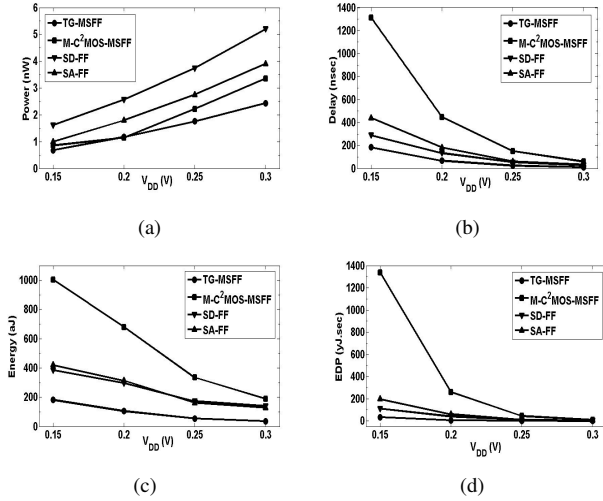 6
5
4
3
2
1
0
Power (nW)
TG-MSFF
M-C²MOS-MSFF
SD-FF
SA-FF
0.15
0.2
0.25
0.3
V_DD (V)
(a)
1400
1200
1000
800
600
400
200
0
Delay (nsec)
TG-MSFF
M-C²MOS-MSFF
SD-FF
SA-FF
0.15
0.2
0.25
0.3
V_DD (V)
(b)
1000
800
600
400
200
0
Energy (aJ)
TG-MSFF
M-C²MOS-MSFF
SD-FF
SA-FF
0.15
0.2
0.25
0.3
V_DD (V)
(c)
1400
1200
1000
800
600
400
200
0
EDP (yJ.sec)
TG-MSFF
M-C²MOS-MSFF
SD-FF
SA-FF
0.15
0.2
0.25
0.3
V_DD (V)
(d)